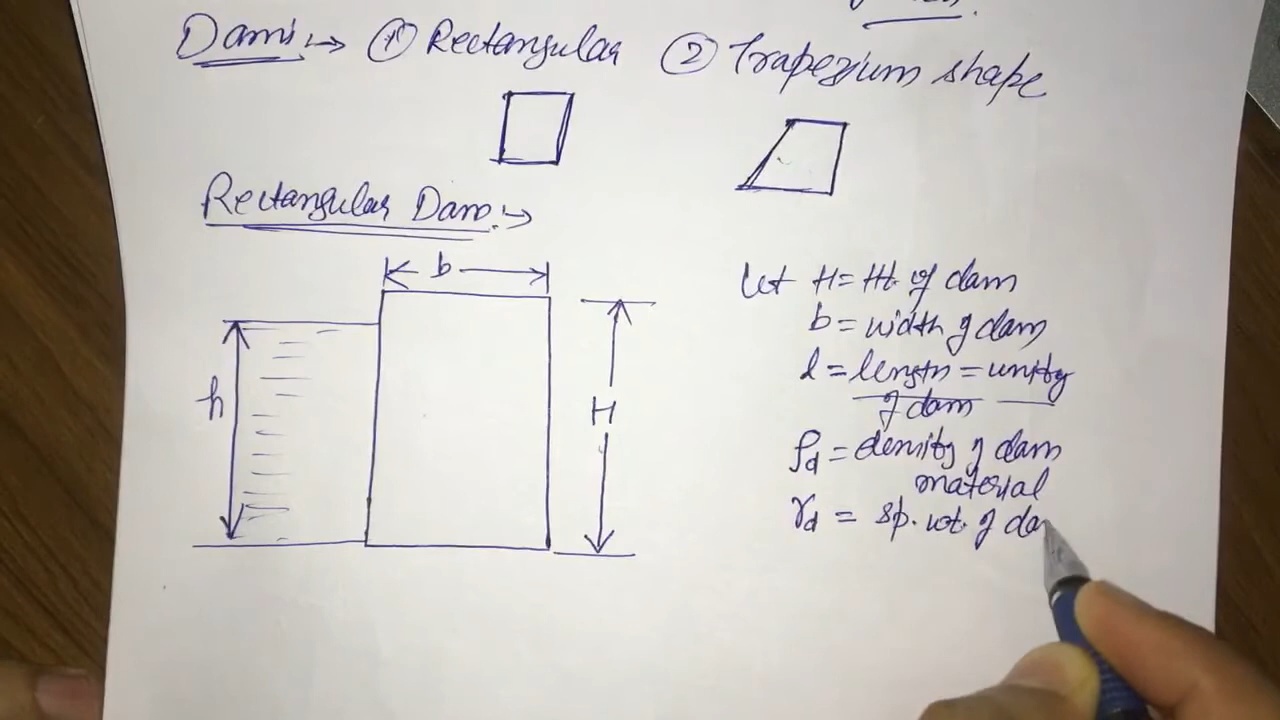 Dam:→ ① Rectangular ② Trapezium shape
Rectangular Dam:→
b
h
H
let H = Ht. of dam
b = width of dam
l = length = unity
of dam
ρd = density of dam
material
γd = sp. wt. of da